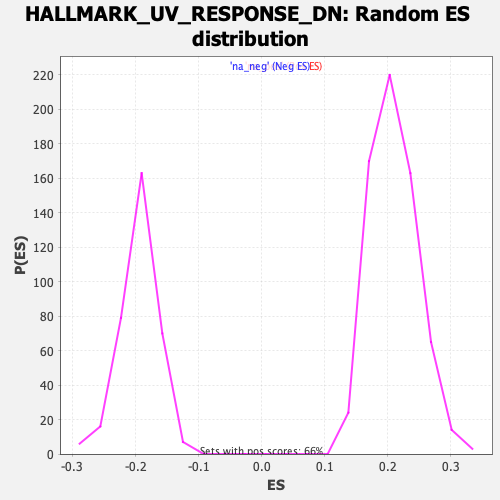 HALLMARK_UV_RESPONSE_DN: Random ES
distribution
'na_neg' (Neg ES) ES)
220
200
180
160
140
120
100
80
60
40
20
0
P(ES)
Sets with pos scores: 66%
-0.3 -0.2 -0.1 0.0 0.1 0.2 0.3
ES